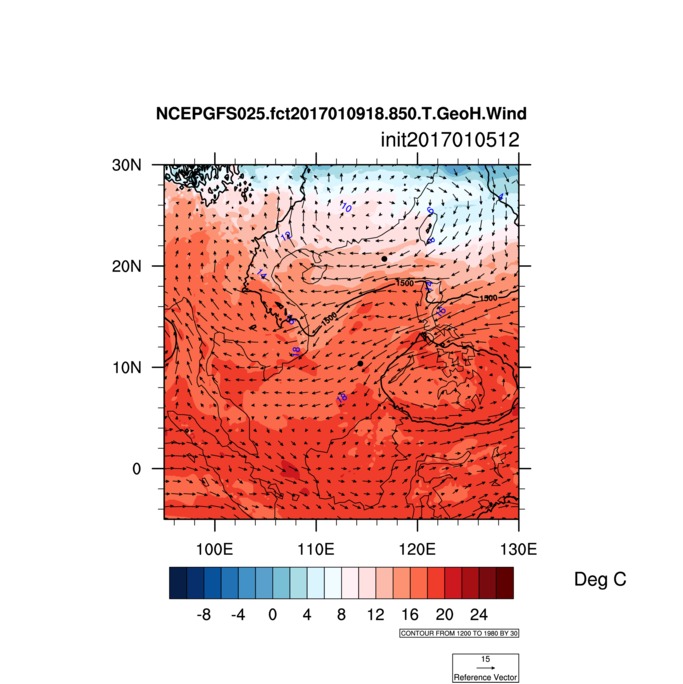 NCEPGFS025.fct2017010918.850.T.GeoH.Wind
init2017010512
30N
20N
10N
0
10
12
14
18
18
1500
1500
1500
100E 110E 120E 130E
Deg C
-8 -4 0 4 8 12 16 20 24
CONTOUR FROM 1200 TO 1980 BY 30
15
Reference Vector